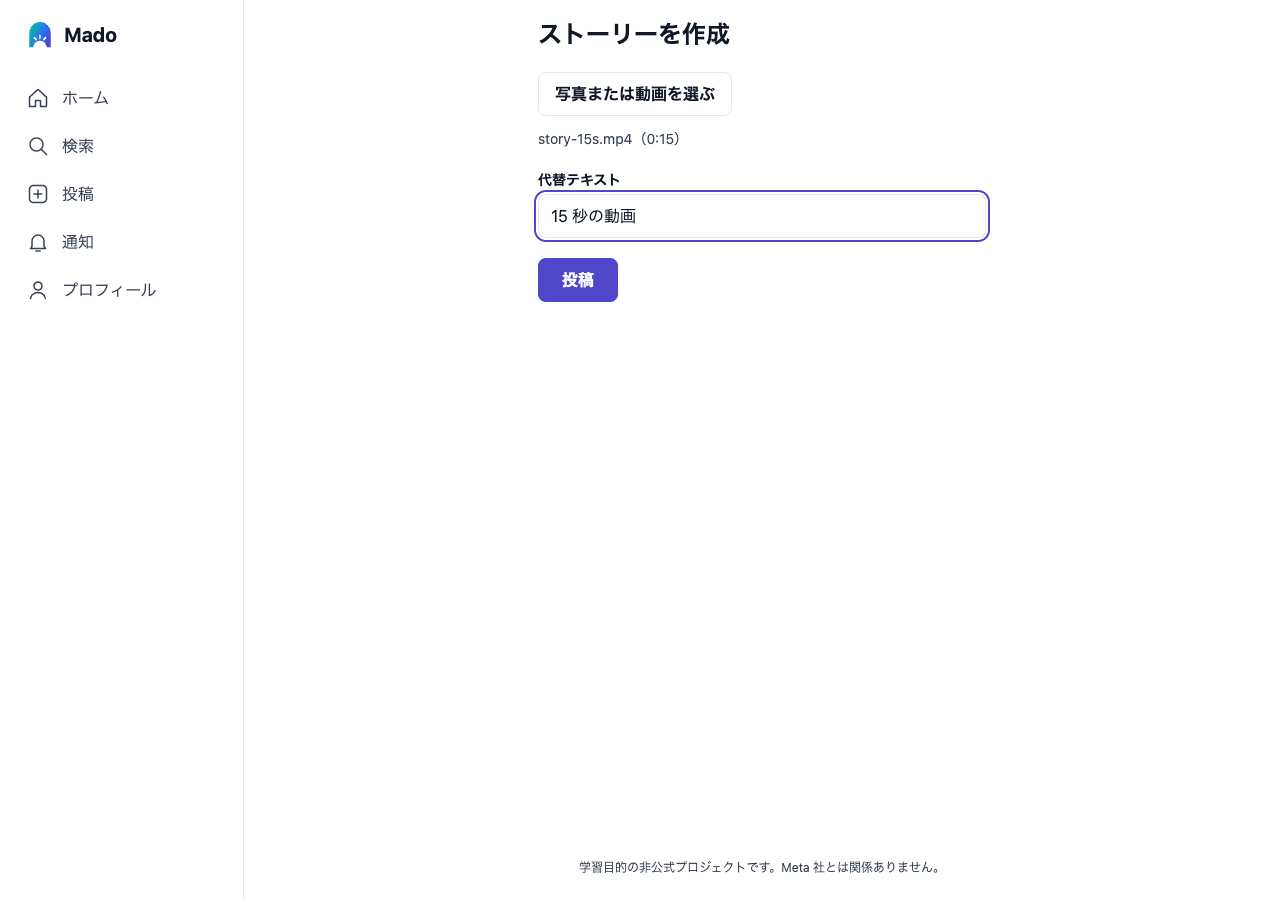 Mado
ホーム
検索
投稿
通知
プロフィール
ストーリーを作成
写真または動画を選ぶ
story-15s.mp4（0:15）
代替テキスト
15 秒の動画
投稿
学習目的の非公式プロジェクトです。Meta 社とは関係ありません。